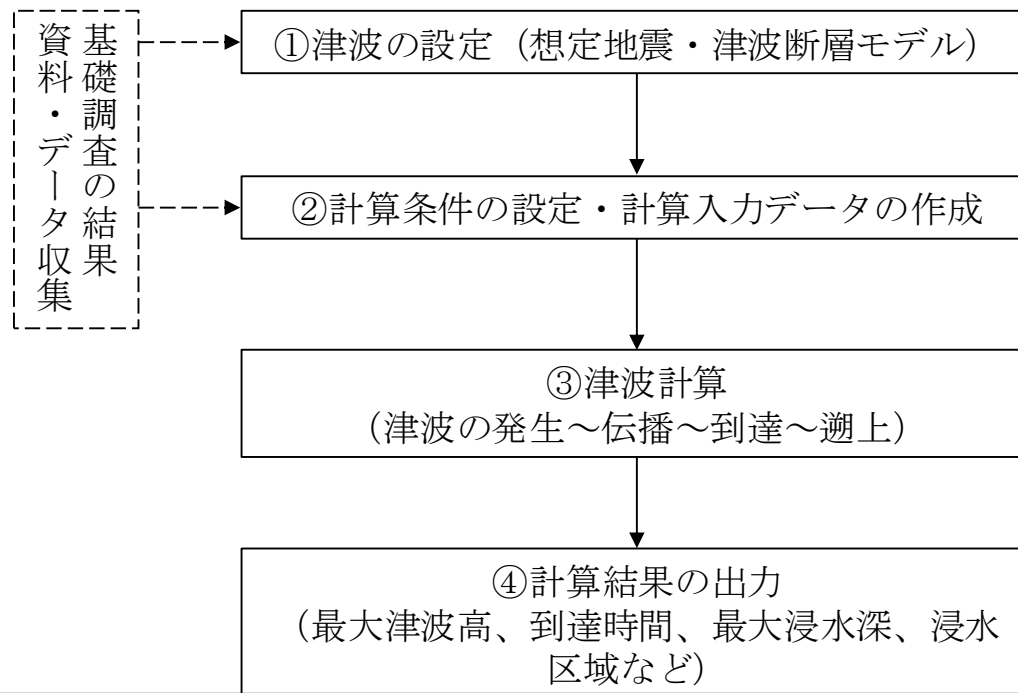 基礎調査の結果
資料・データ収集
①津波の設定（想定地震・津波断層モデル）
②計算条件の設定・計算入力データの作成
③津波計算
（津波の発生～伝播～到達～遡上）
④計算結果の出力
（最大津波高、到達時間、最大浸水深、浸水
区域など）